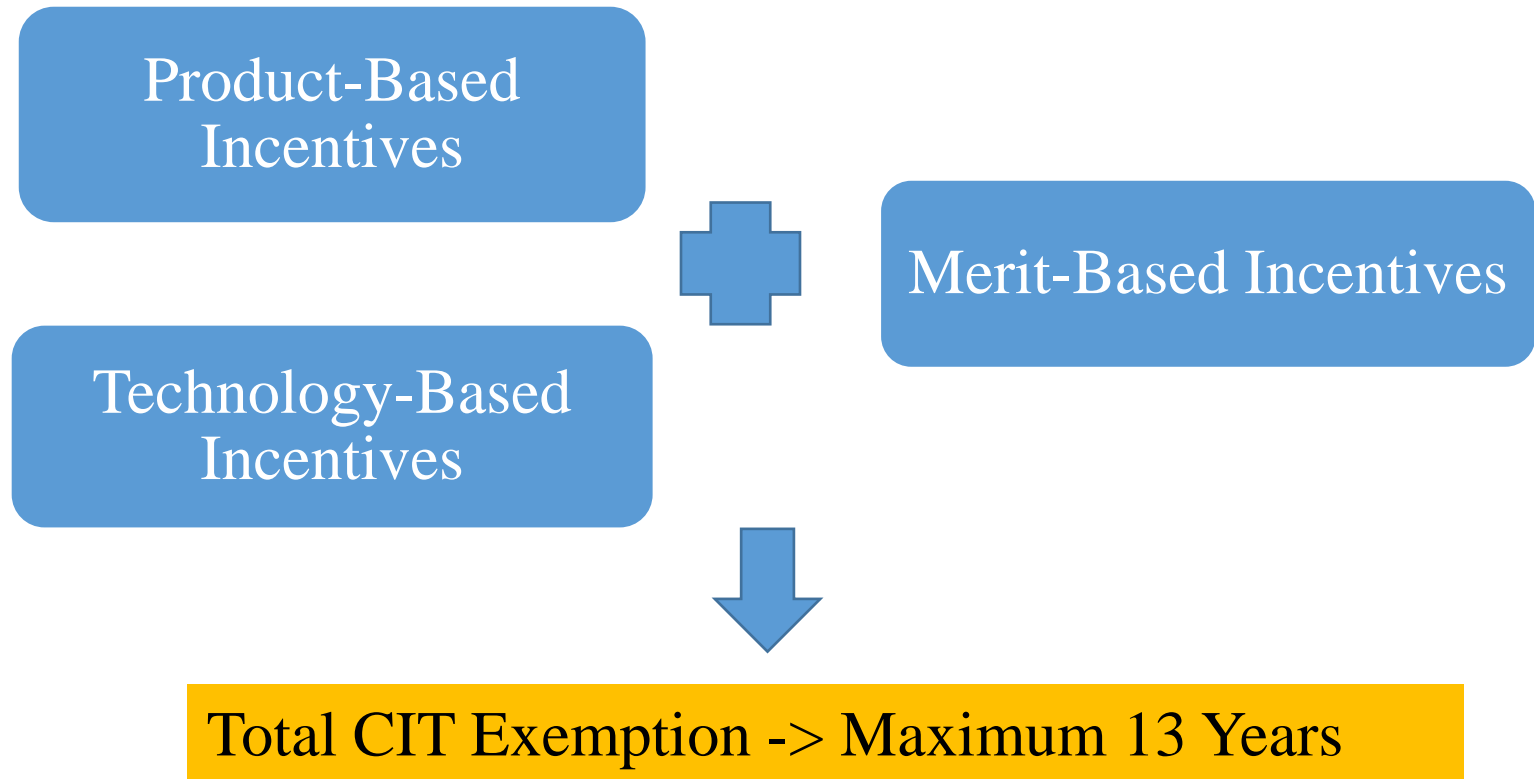 Product-Based
Incentives
Merit-Based Incentives
Technology-Based
Incentives
Total CIT Exemption -> Maximum 13 Years